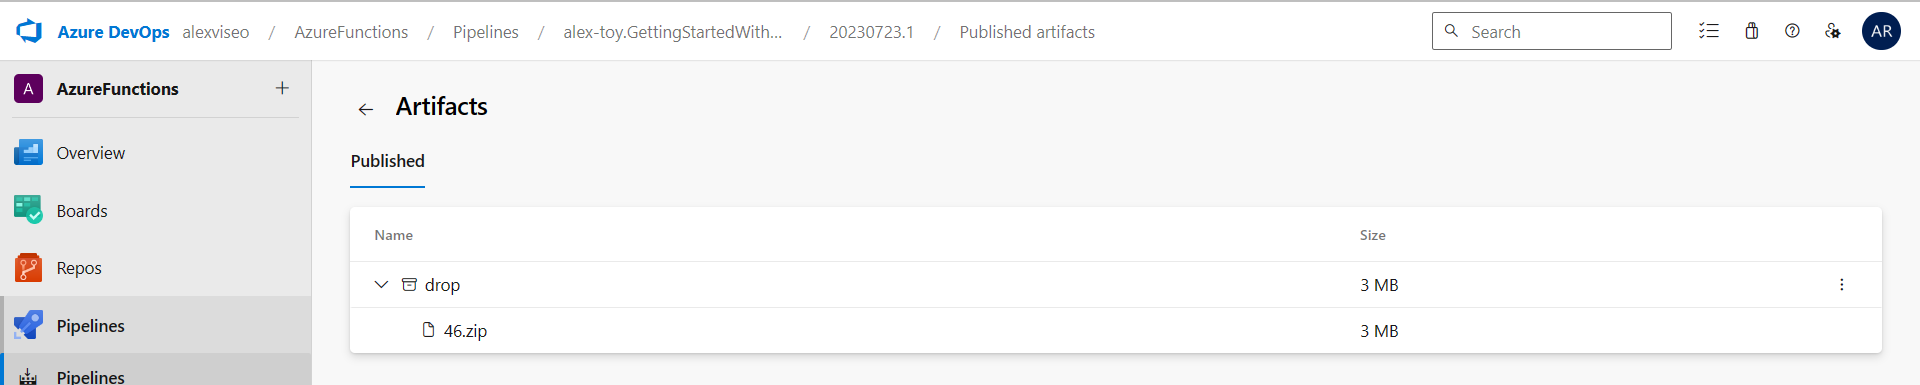 Azure DevOps alexviseo / AzureFunctions / Pipelines / alex-toy.GettingStartedWith... / 20230723.1 / Published artifacts Search AR
A AzureFunctions +
Artifacts
Overview
Published
Boards
Name Size
Repos
drop 3 MB
Pipelines
46.zip 3 MB
Pipelines